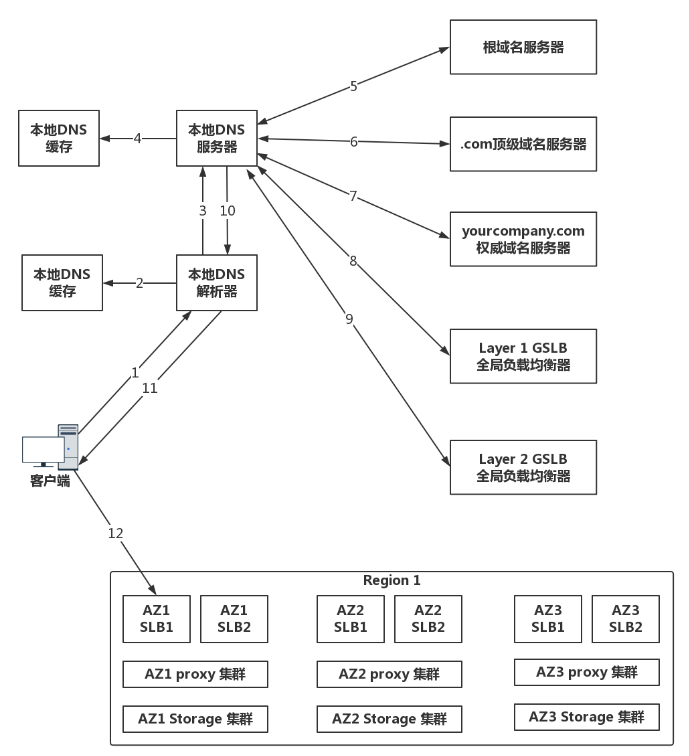 根域名服务器
5
本地DNS
缓存
4
本地DNS
服务器
6
.com顶级域名服务器
7
3
10
yourcompany.com
权威域名服务器
8
本地DNS
缓存
2
本地DNS
解析器
9
Layer 1 GSLB
全局负载均衡器
1
11
Layer 2 GSLB
全局负载均衡器
客户端
12
Region 1
AZ1
SLB1
AZ1
SLB2
AZ2
SLB1
AZ2
SLB2
AZ3
SLB1
AZ3
SLB2
AZ1 proxy 集群
AZ2 proxy 集群
AZ3 proxy 集群
AZ1 Storage 集群
AZ2 Storage 集群
AZ3 Storage 集群